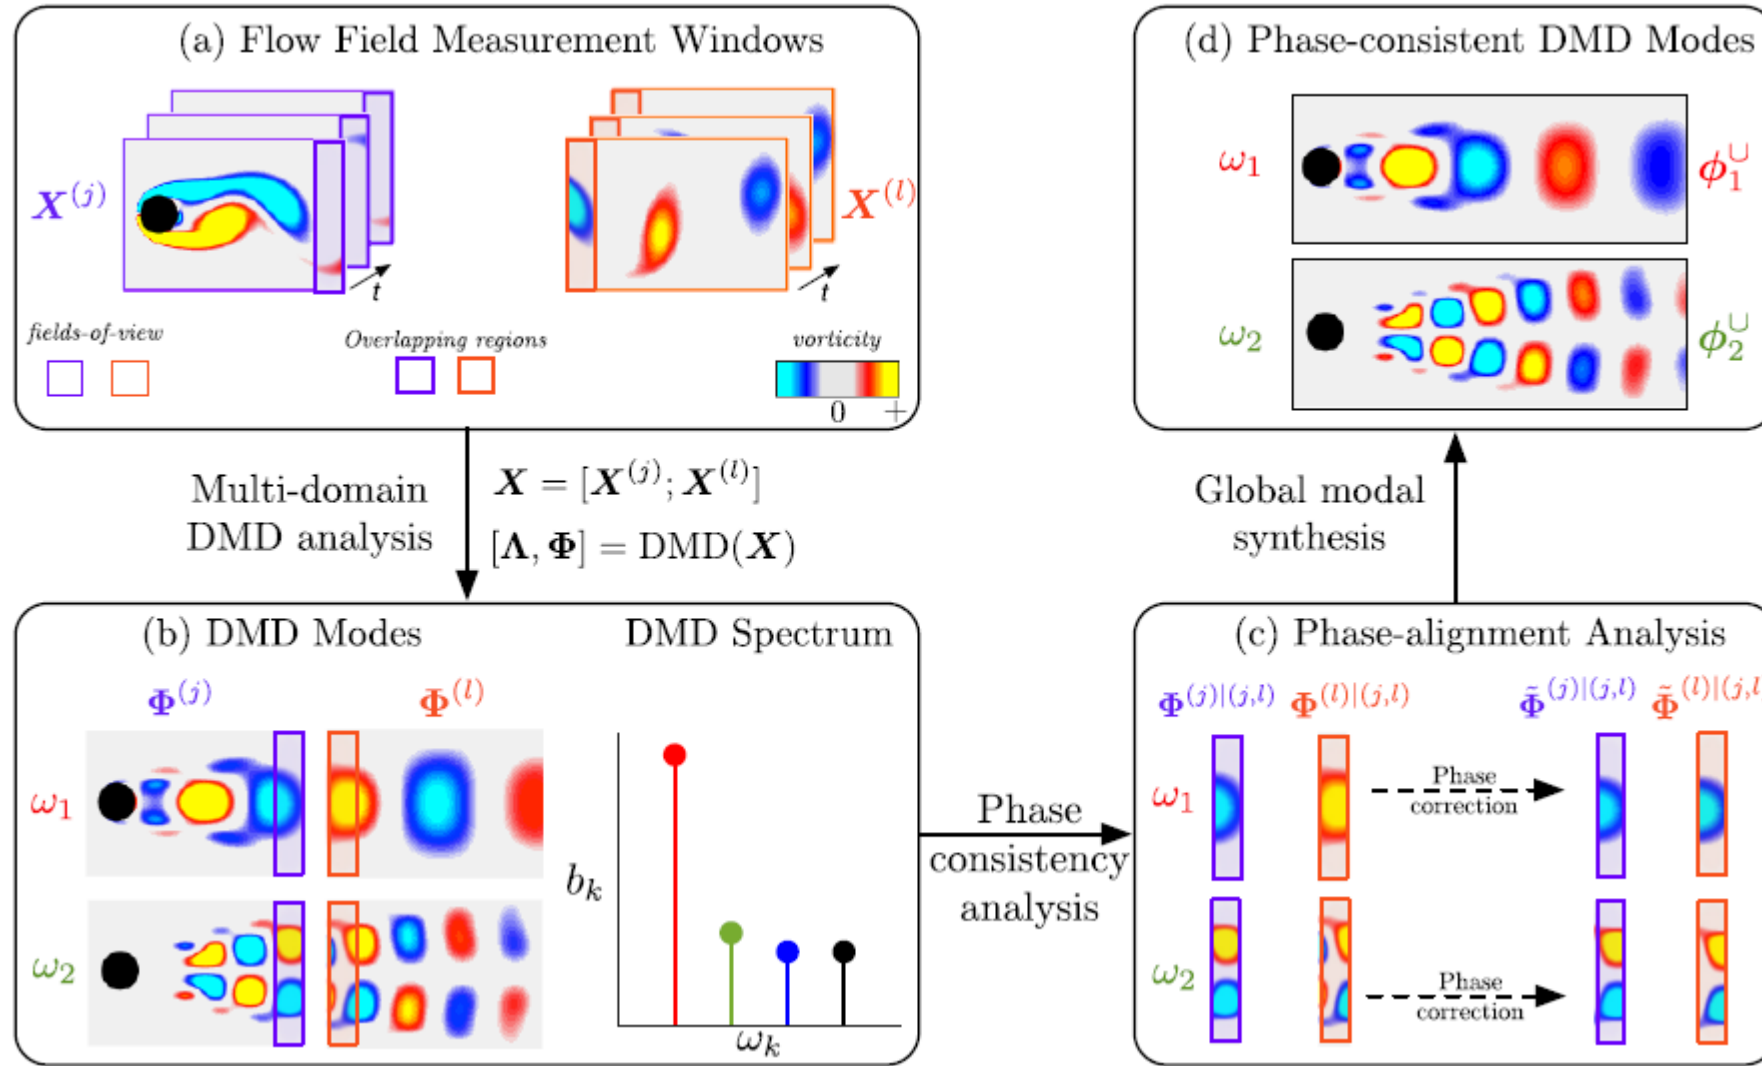 (a) Flow Field Measurement Windows
X^(j)
X^(l)
t
t
fields-of-view
Overlapping regions
vorticity
0
+
Multi-domain
DMD analysis
X = [X^(j); X^(l)]
[Λ, Φ] = DMD(X)
(b) DMD Modes
DMD Spectrum
Φ^(j)
Φ^(l)
ω₁
ω₂
b_k
ω_k
Phase
consistency
analysis
(c) Phase-alignment Analysis
Φ^(j)|(j,l)
Φ^(l)|(j,l)
Φ̃^(j)|(j,l)
Φ̃^(l)|(j,l
ω₁
Phase
correction
ω₂
Phase
correction
Global modal
synthesis
(d) Phase-consistent DMD Modes
ω₁
ϕ₁^∪
ω₂
ϕ₂^∪